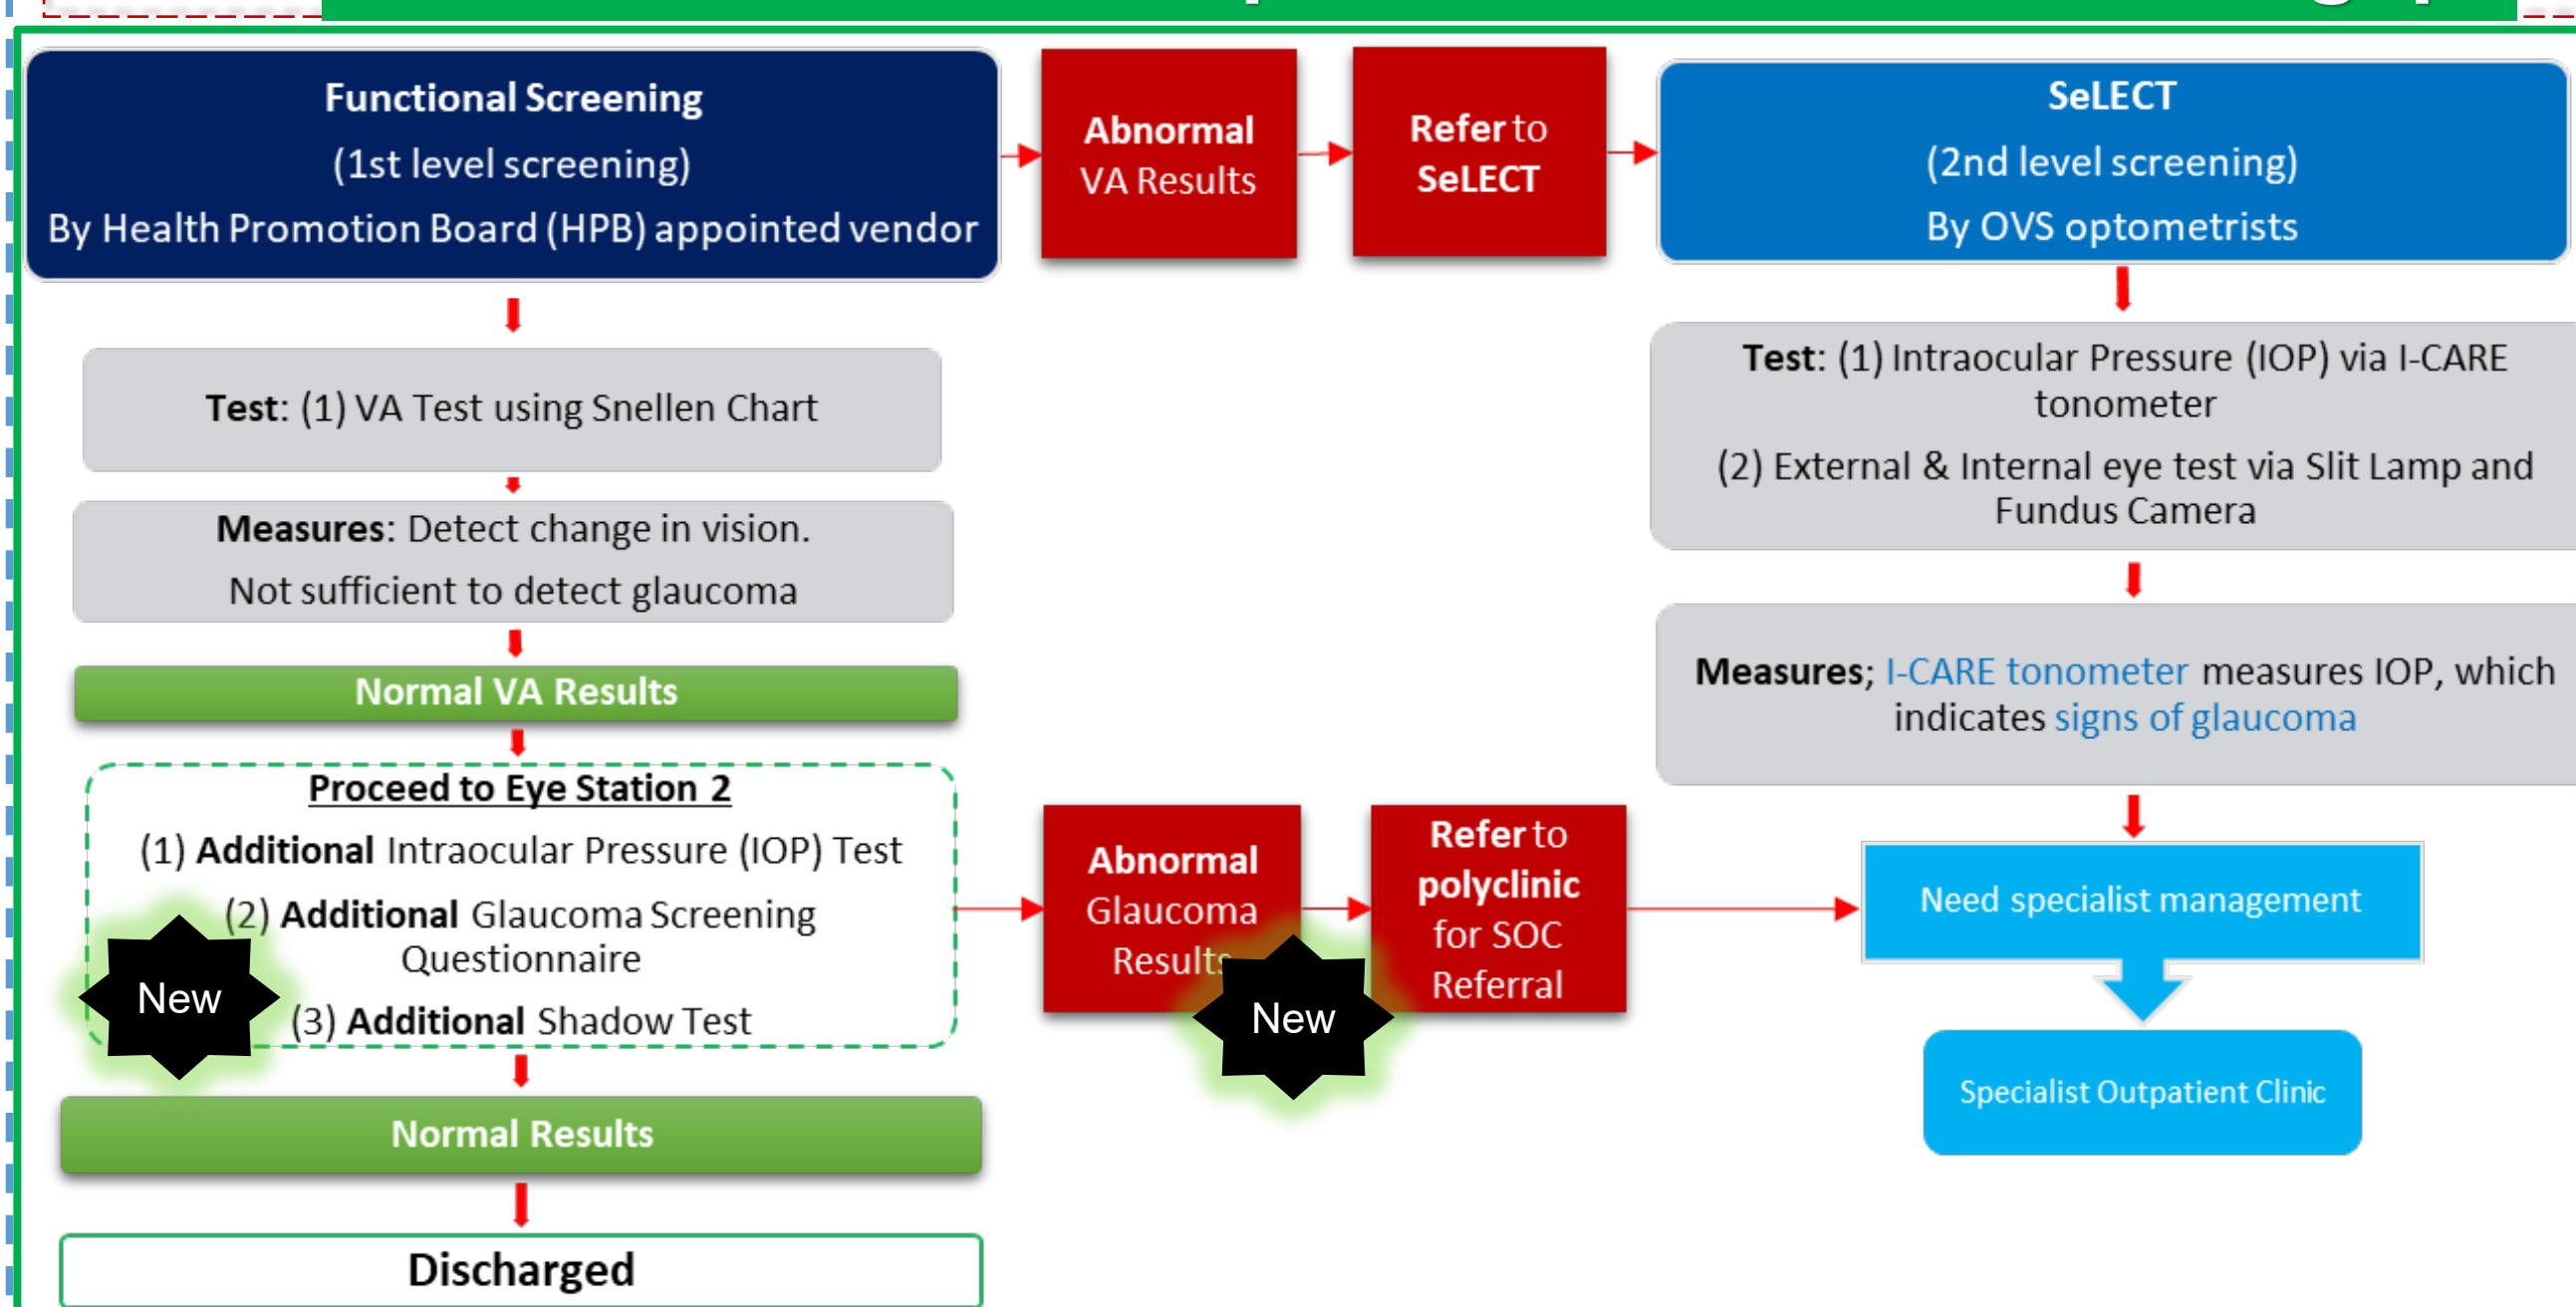 Functional Screening
(1st level screening)
By Health Promotion Board (HPB) appointed vendor
Abnormal
VA Results
Refer to
SeLECT
SeLECT
(2nd level screening)
By OVS optometrists
Test: (1) VA Test using Snellen Chart
Measures: Detect change in vision.
Not sufficient to detect glaucoma
Normal VA Results
Proceed to Eye Station 2
(1) Additional Intraocular Pressure (IOP) Test
(2) Additional Glaucoma Screening
Questionnaire
(3) Additional Shadow Test
New
Abnormal
Glaucoma
Results
New
Refer to
polyclinic
for SOC
Referral
Test: (1) Intraocular Pressure (IOP) via I-CARE
tonometer
(2) External & Internal eye test via Slit Lamp and
Fundus Camera
Measures; I-CARE tonometer measures IOP, which
indicates signs of glaucoma
Need specialist management
Specialist Outpatient Clinic
Normal Results
Discharged